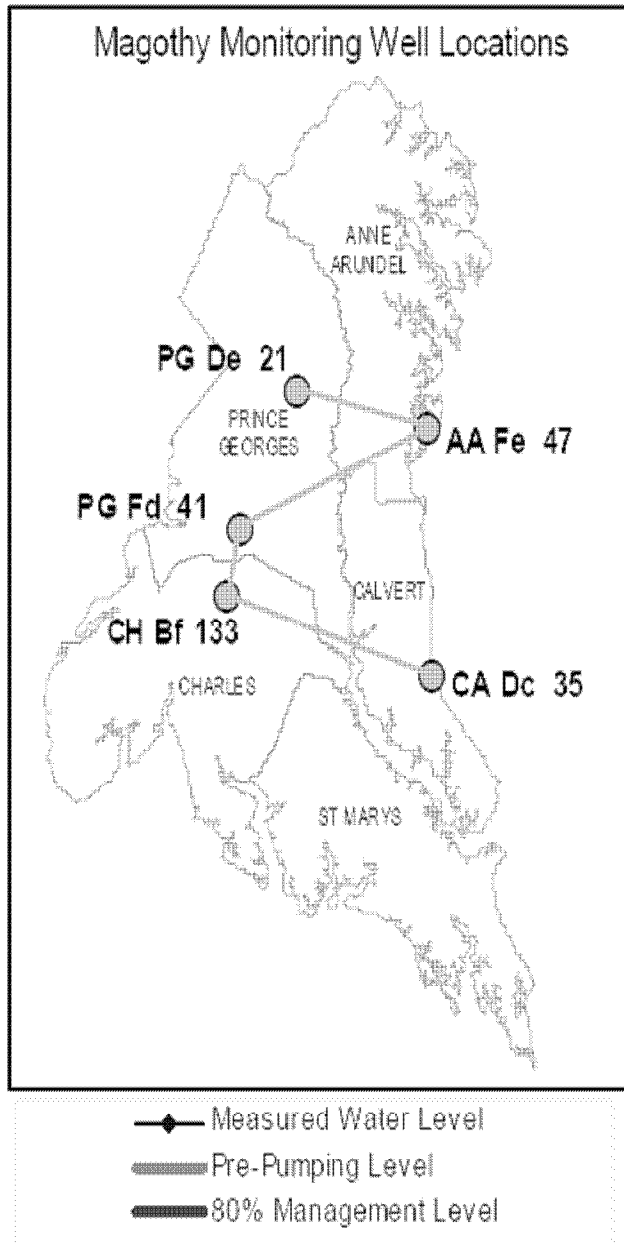 Magothy Monitoring Well Locations
ANNE
ARUNDEL
PG De 21
PRINCE
GEORGES
AA Fe 47
PG Fd 41
CALVERT
CH Bf 133
CHARLES
CA Dc 35
ST MARYS
Measured Water Level
Pre-Pumping Level
80% Management Level